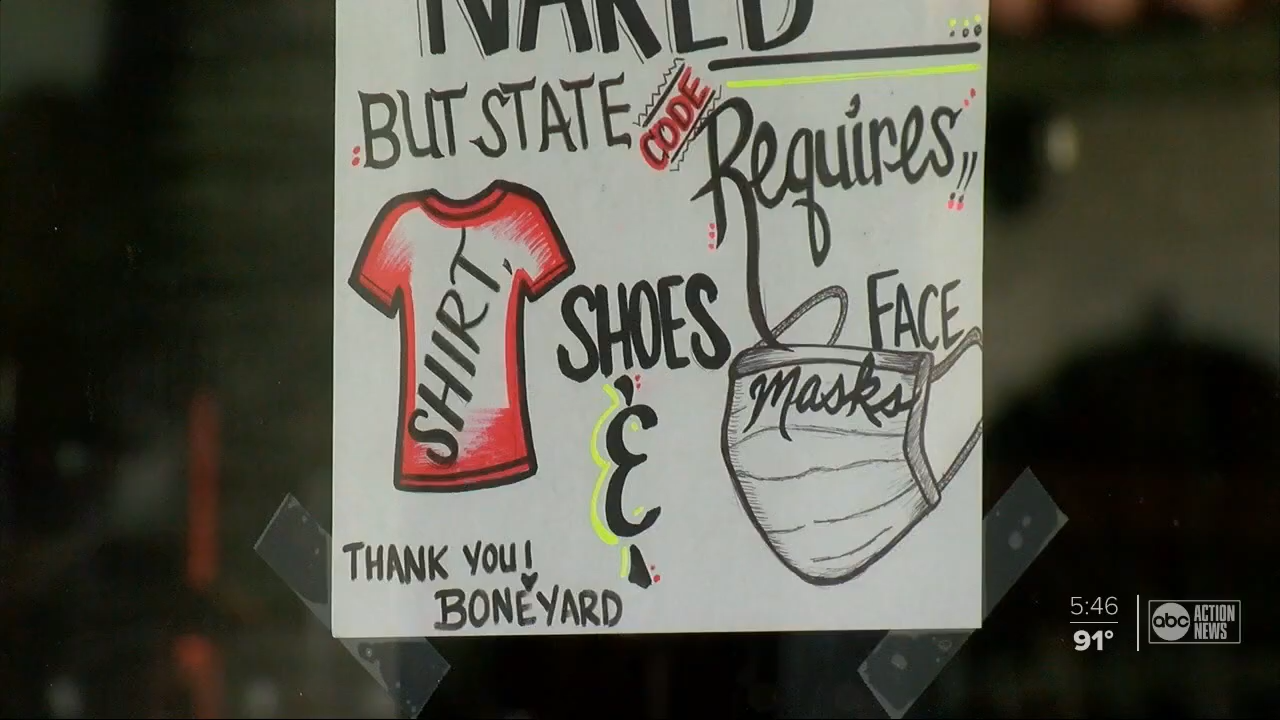 NAKED
BUT STATE CODE Requires
SHIRT,
SHOES
&
FACE
Masks
THANK YOU!
BONEYARD
5:46
91°
abc ACTION NEWS